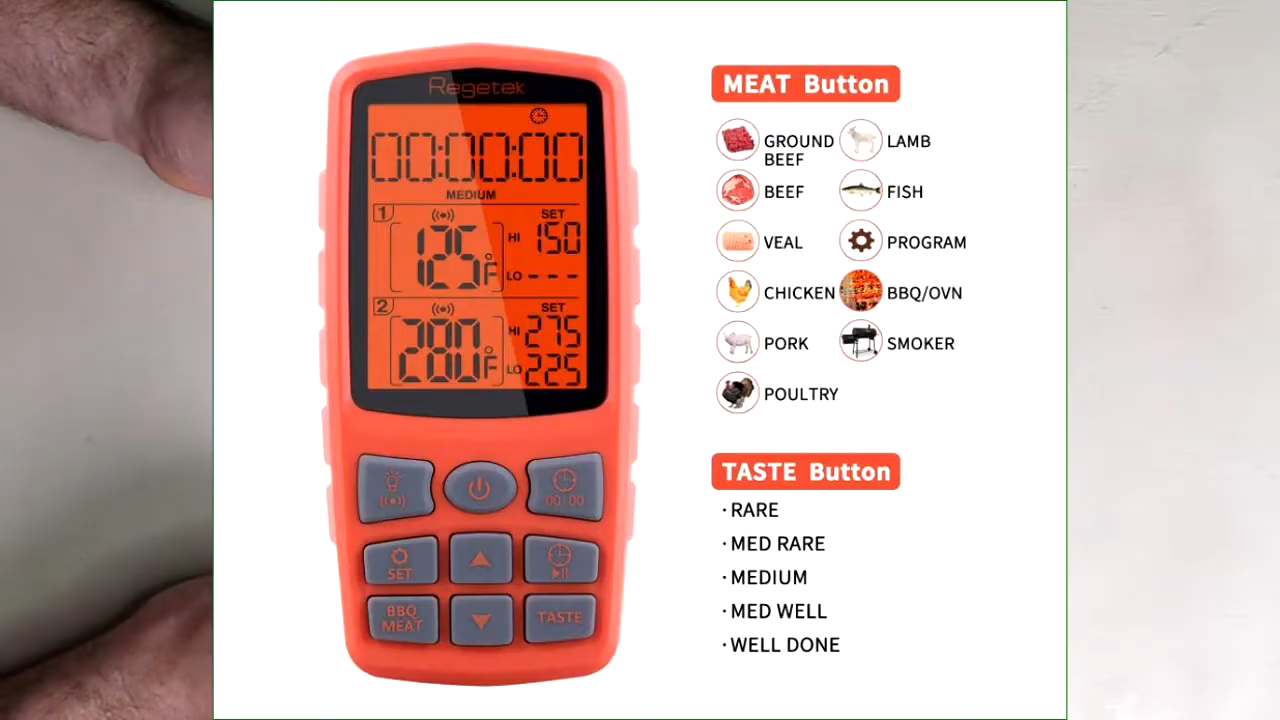 Regetek
00:00:00
MEDIUM
1
SET
125°F
HI 150
LO ---
2
SET
280°F
HI 275
LO 225
00:00
SET
BBQ
MEAT
TASTE
MEAT Button
GROUND
BEEF
LAMB
BEEF
FISH
VEAL
PROGRAM
CHICKEN
BBQ/OVN
PORK
SMOKER
POULTRY
TASTE Button
·RARE
·MED RARE
·MEDIUM
·MED WELL
·WELL DONE